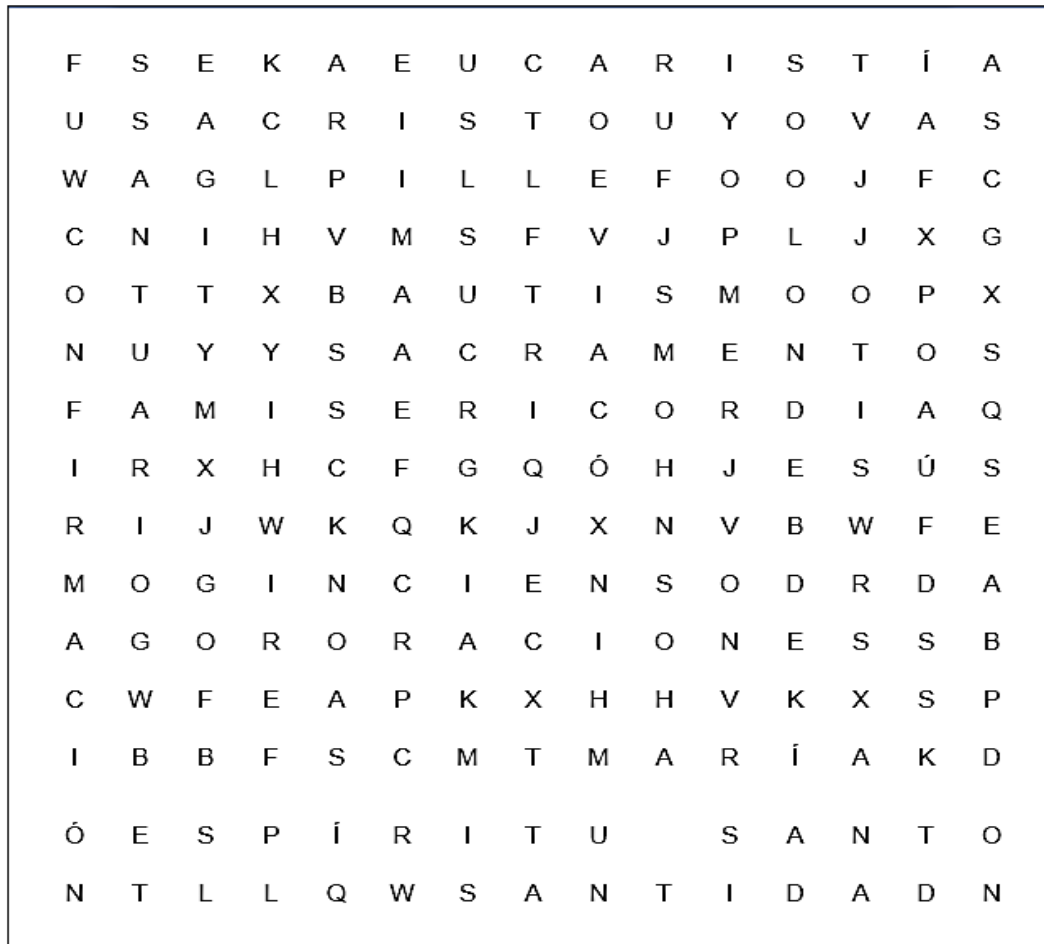 F S E K A E U C A R I S T Í A
U S A C R I S T O U Y O V A S
W A G L P I L L E F O O J F C
C N I H V M S F V J P L J X G
O T T X B A U T I S M O O P X
N U Y Y S A C R A M E N T O S
F A M I S E R I C O R D I A Q
I R X H C F G Q Ó H J E S Ú S
R I J W K Q K J X N V B W F E
M O G I N C I E N S O D R D A
A G O R O R A C I O N E S S B
C W F E A P K X H H V K X S P
I B B F S C M T M A R Í A K D
Ó E S P Í R I T U S A N T O
N T L L Q W S A N T I D A D N